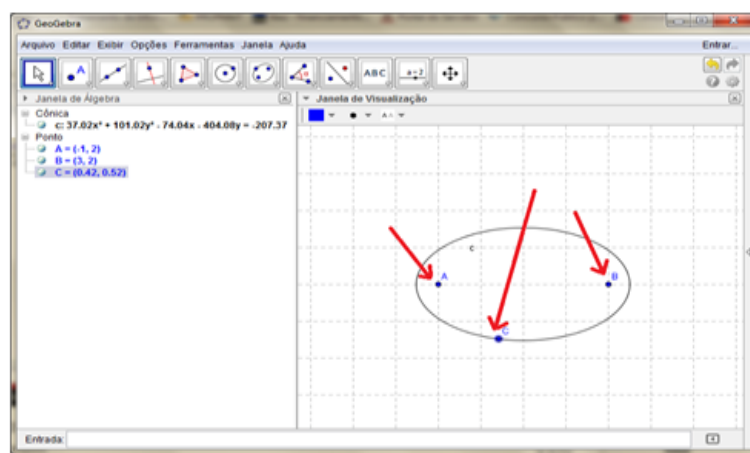 GeoGebra
Arquivo Editar Exibir Opções Ferramentas Janela Ajuda Entrar...
A ABC a=2
Janela de Álgebra
Janela de Visualização
Cônica
c: 37.02x² + 101.02y² - 74.04x - 404.08y = -207.37
Ponto
A = (-1, 2)
B = (3, 2)
C = (0.42, 0.52)
c
A
B
C
Entrada: